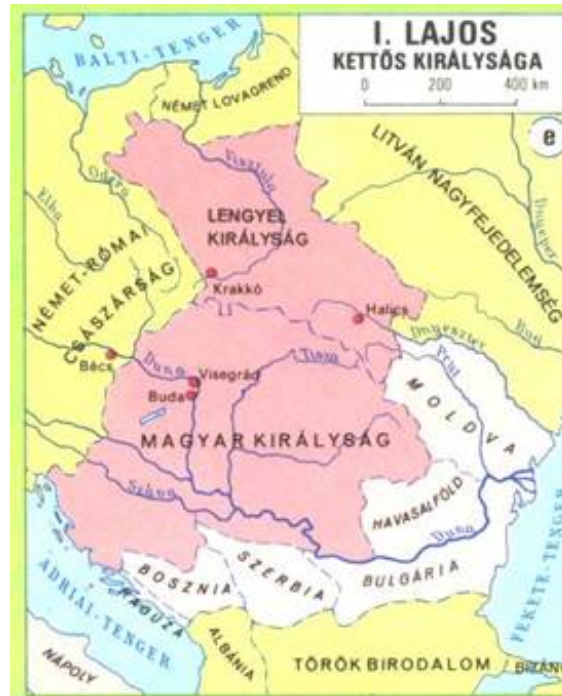 I. LAJOS
KETTŐS KIRÁLYSÁGA
0 200 400 km
e
BALTI-TENGER
NÉMET LOVAGREND
LITVÁN NAGYFEJEDELEMSÉG
Visztula
Odera
Elba
Dnyeper
LENGYEL
KIRÁLYSÁG
NÉMET-RÓMAI
CSÁSZÁRSÁG
Krakkó
Halics
Bug
Dnyeszter
Prut
Bécs
Duna
Visegrád
Tisza
Buda
MOLDVA
MAGYAR KIRÁLYSÁG
Száva
HAVASALFÖLD
Duna
BOSZNIA
SZERBIA
BULGÁRIA
RAGUZA
ADRIAI-TENGER
FEKETE-TENGER
NÁPOLY
ALBÁNIA
TÖRÖK BIRODALOM / BIZÁNC